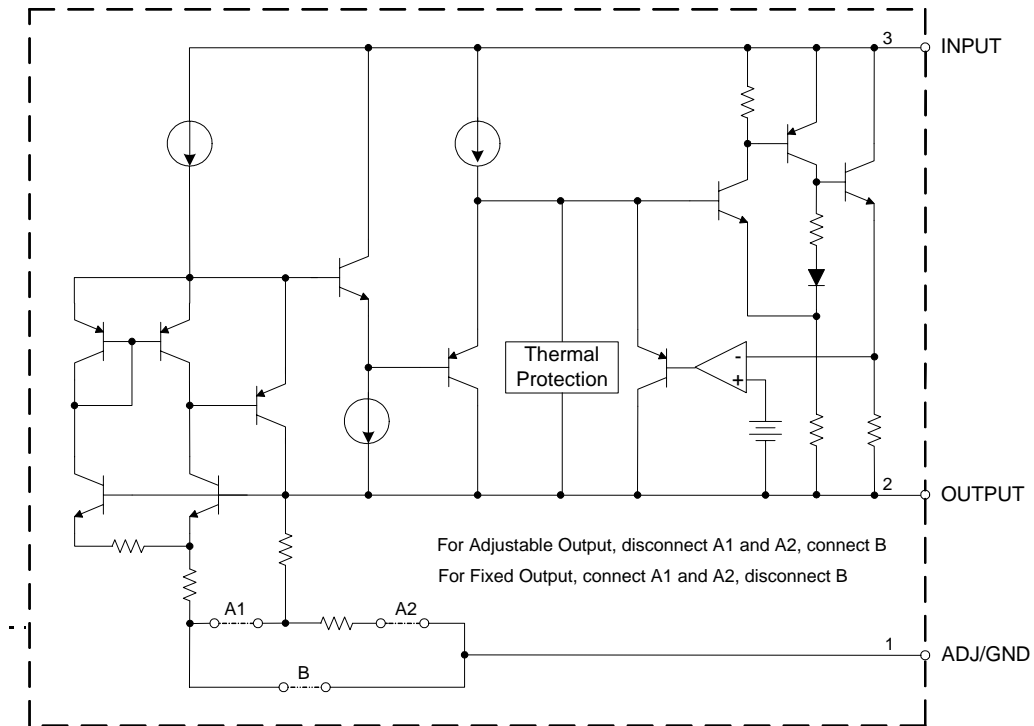 3
INPUT
Thermal
Protection
-
+
2
OUTPUT
For Adjustable Output, disconnect A1 and A2, connect B
For Fixed Output, connect A1 and A2, disconnect B
A1
A2
1
ADJ/GND
B